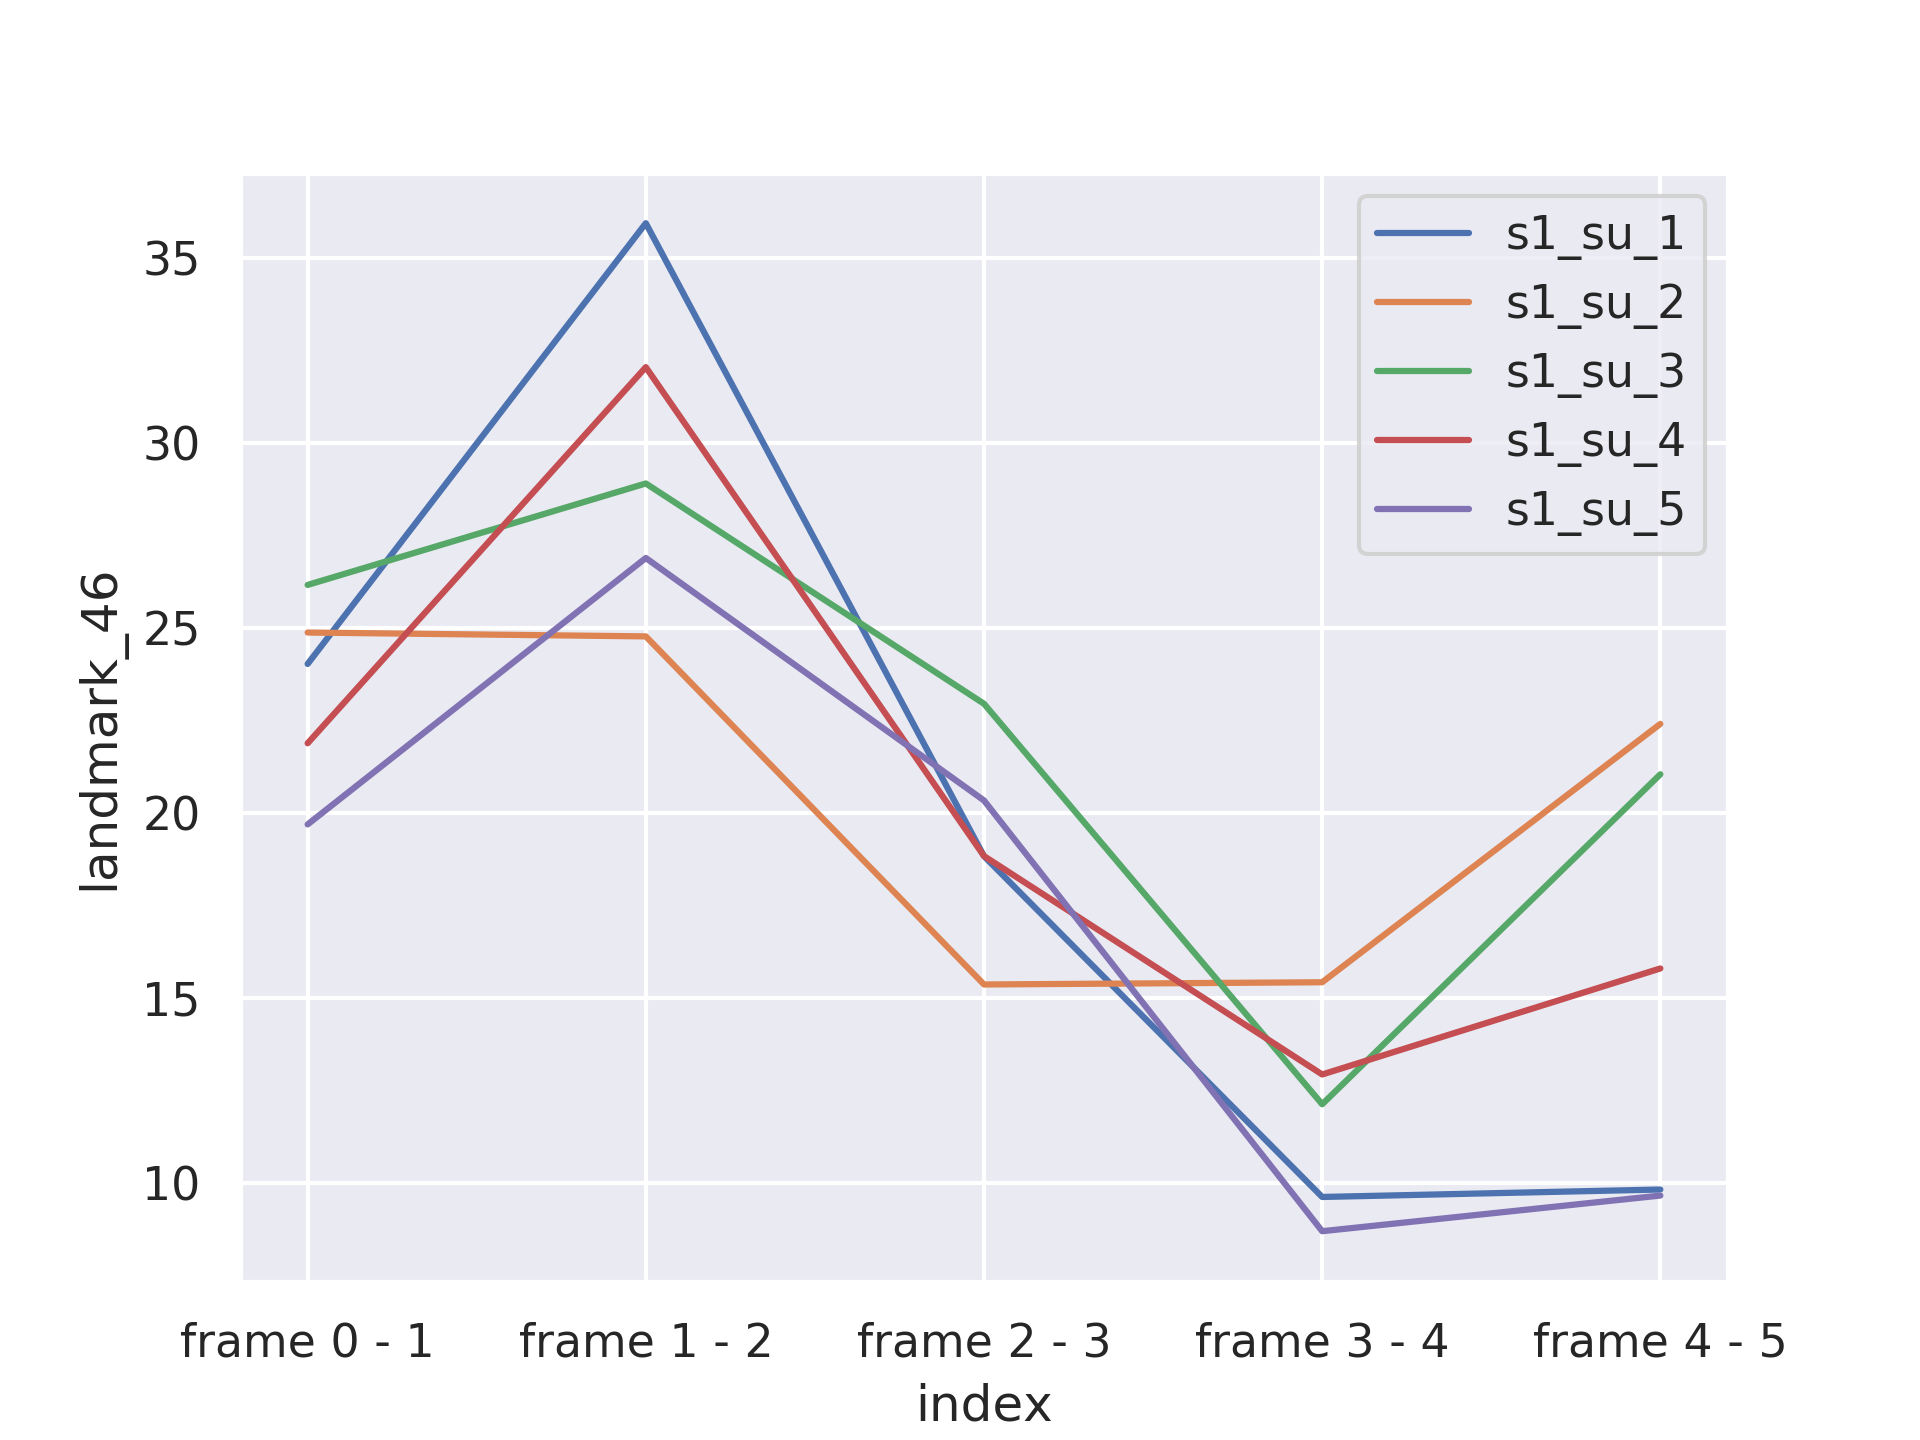 s1_su_1
s1_su_2
s1_su_3
s1_su_4
s1_su_5
35
30
25
20
15
10
landmark_46
frame 0 - 1
frame 1 - 2
frame 2 - 3
frame 3 - 4
frame 4 - 5
index